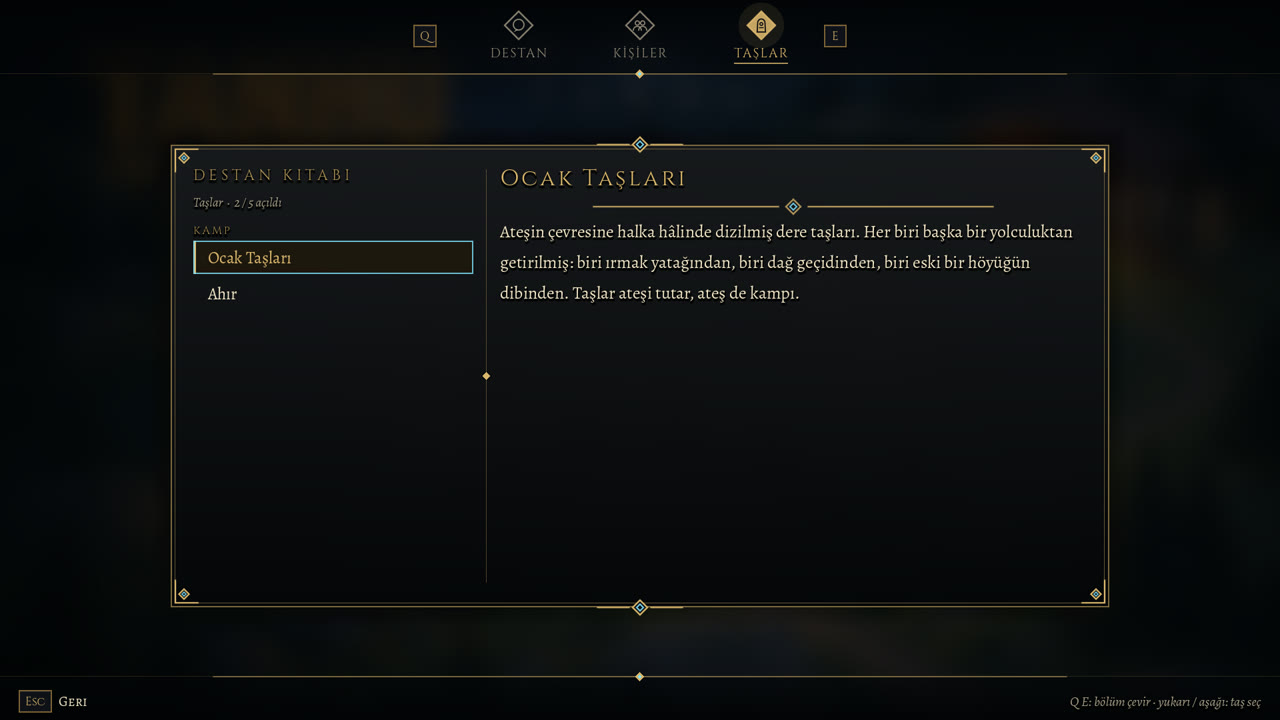 Q
DESTAN
KİŞİLER
TAŞLAR
E
DESTAN KITABI
Taşlar · 2 / 5 açıldı
KAMP
Ocak Taşları
Ahır
OCAK TAŞLARI
Ateşin çevresine halka hâlinde dizilmiş dere taşları. Her biri başka bir yolculuktan
getirilmiş: biri ırmak yatağından, biri dağ geçidinden, biri eski bir höyüğün
dibinden. Taşlar ateşi tutar, ateş de kampı.
ESC GERI
Q E: bölüm çevir · yukarı / aşağı: taş seç